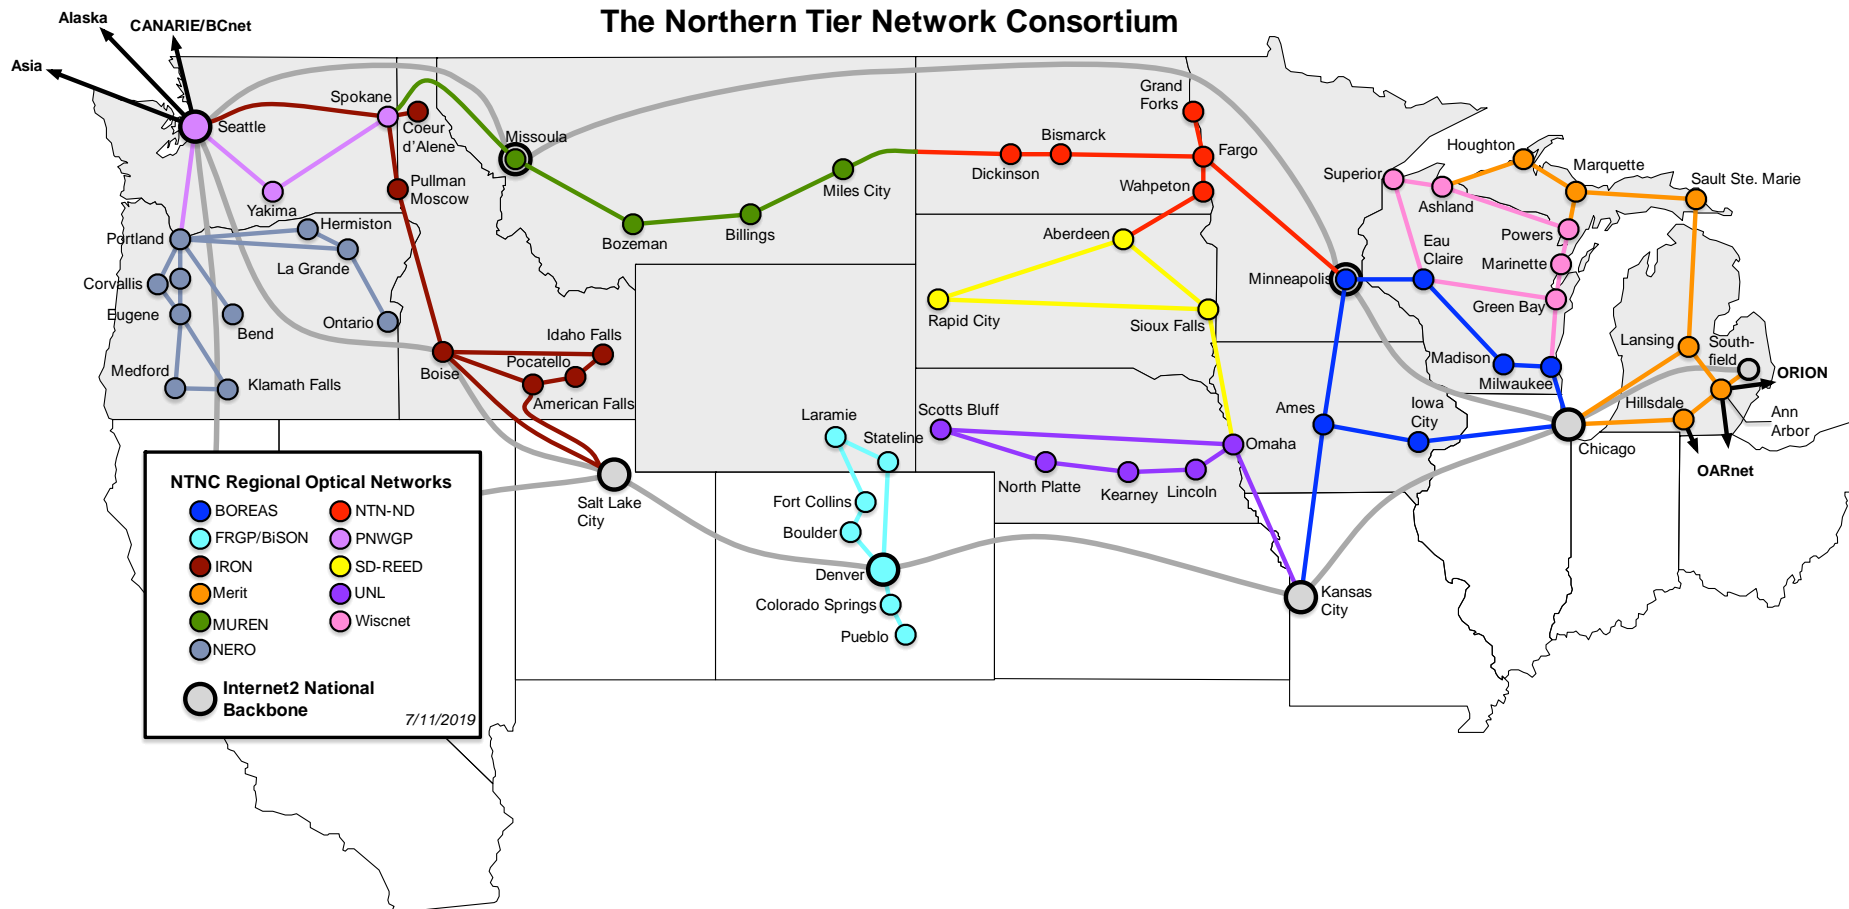 The Northern Tier Network Consortium
Alaska
CANARIE/BCnet
Asia
Seattle
Spokane
Coeur
d'Alene
Missoula
Pullman
Moscow
Yakima
Hermiston
Portland
La Grande
Corvallis
Eugene
Bend
Ontario
Medford
Klamath Falls
Boise
Idaho Falls
Pocatello
American Falls
Bozeman
Billings
Miles City
Dickinson
Bismarck
Grand
Forks
Fargo
Wahpeton
Aberdeen
Rapid City
Sioux Falls
Minneapolis
Superior
Ashland
Houghton
Marquette
Sault Ste. Marie
Powers
Marinette
Green Bay
Eau
Claire
Madison
Milwaukee
Lansing
South-
field
ORION
Hillsdale
Ann
Arbor
OARnet
Chicago
Ames
Iowa
City
Omaha
Scotts Bluff
North Platte
Kearney
Lincoln
Laramie
Stateline
Fort Collins
Boulder
Denver
Colorado Springs
Pueblo
Salt Lake
City
Kansas
City
NTNC Regional Optical Networks
BOREAS
NTN-ND
FRGP/BiSON
PNWGP
IRON
SD-REED
Merit
UNL
MUREN
Wiscnet
NERO
Internet2 National
Backbone
7/11/2019